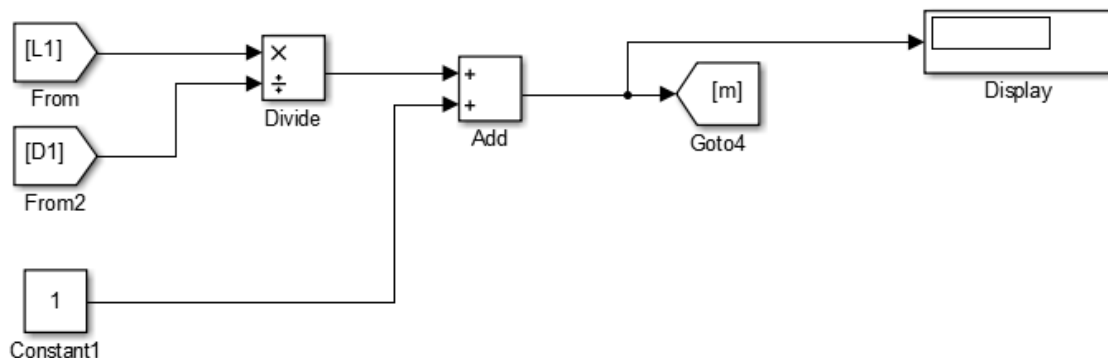 [L1]
From
×
÷
Divide
[D1]
From2
+
+
Add
[m]
Goto4
Display
1
Constant1